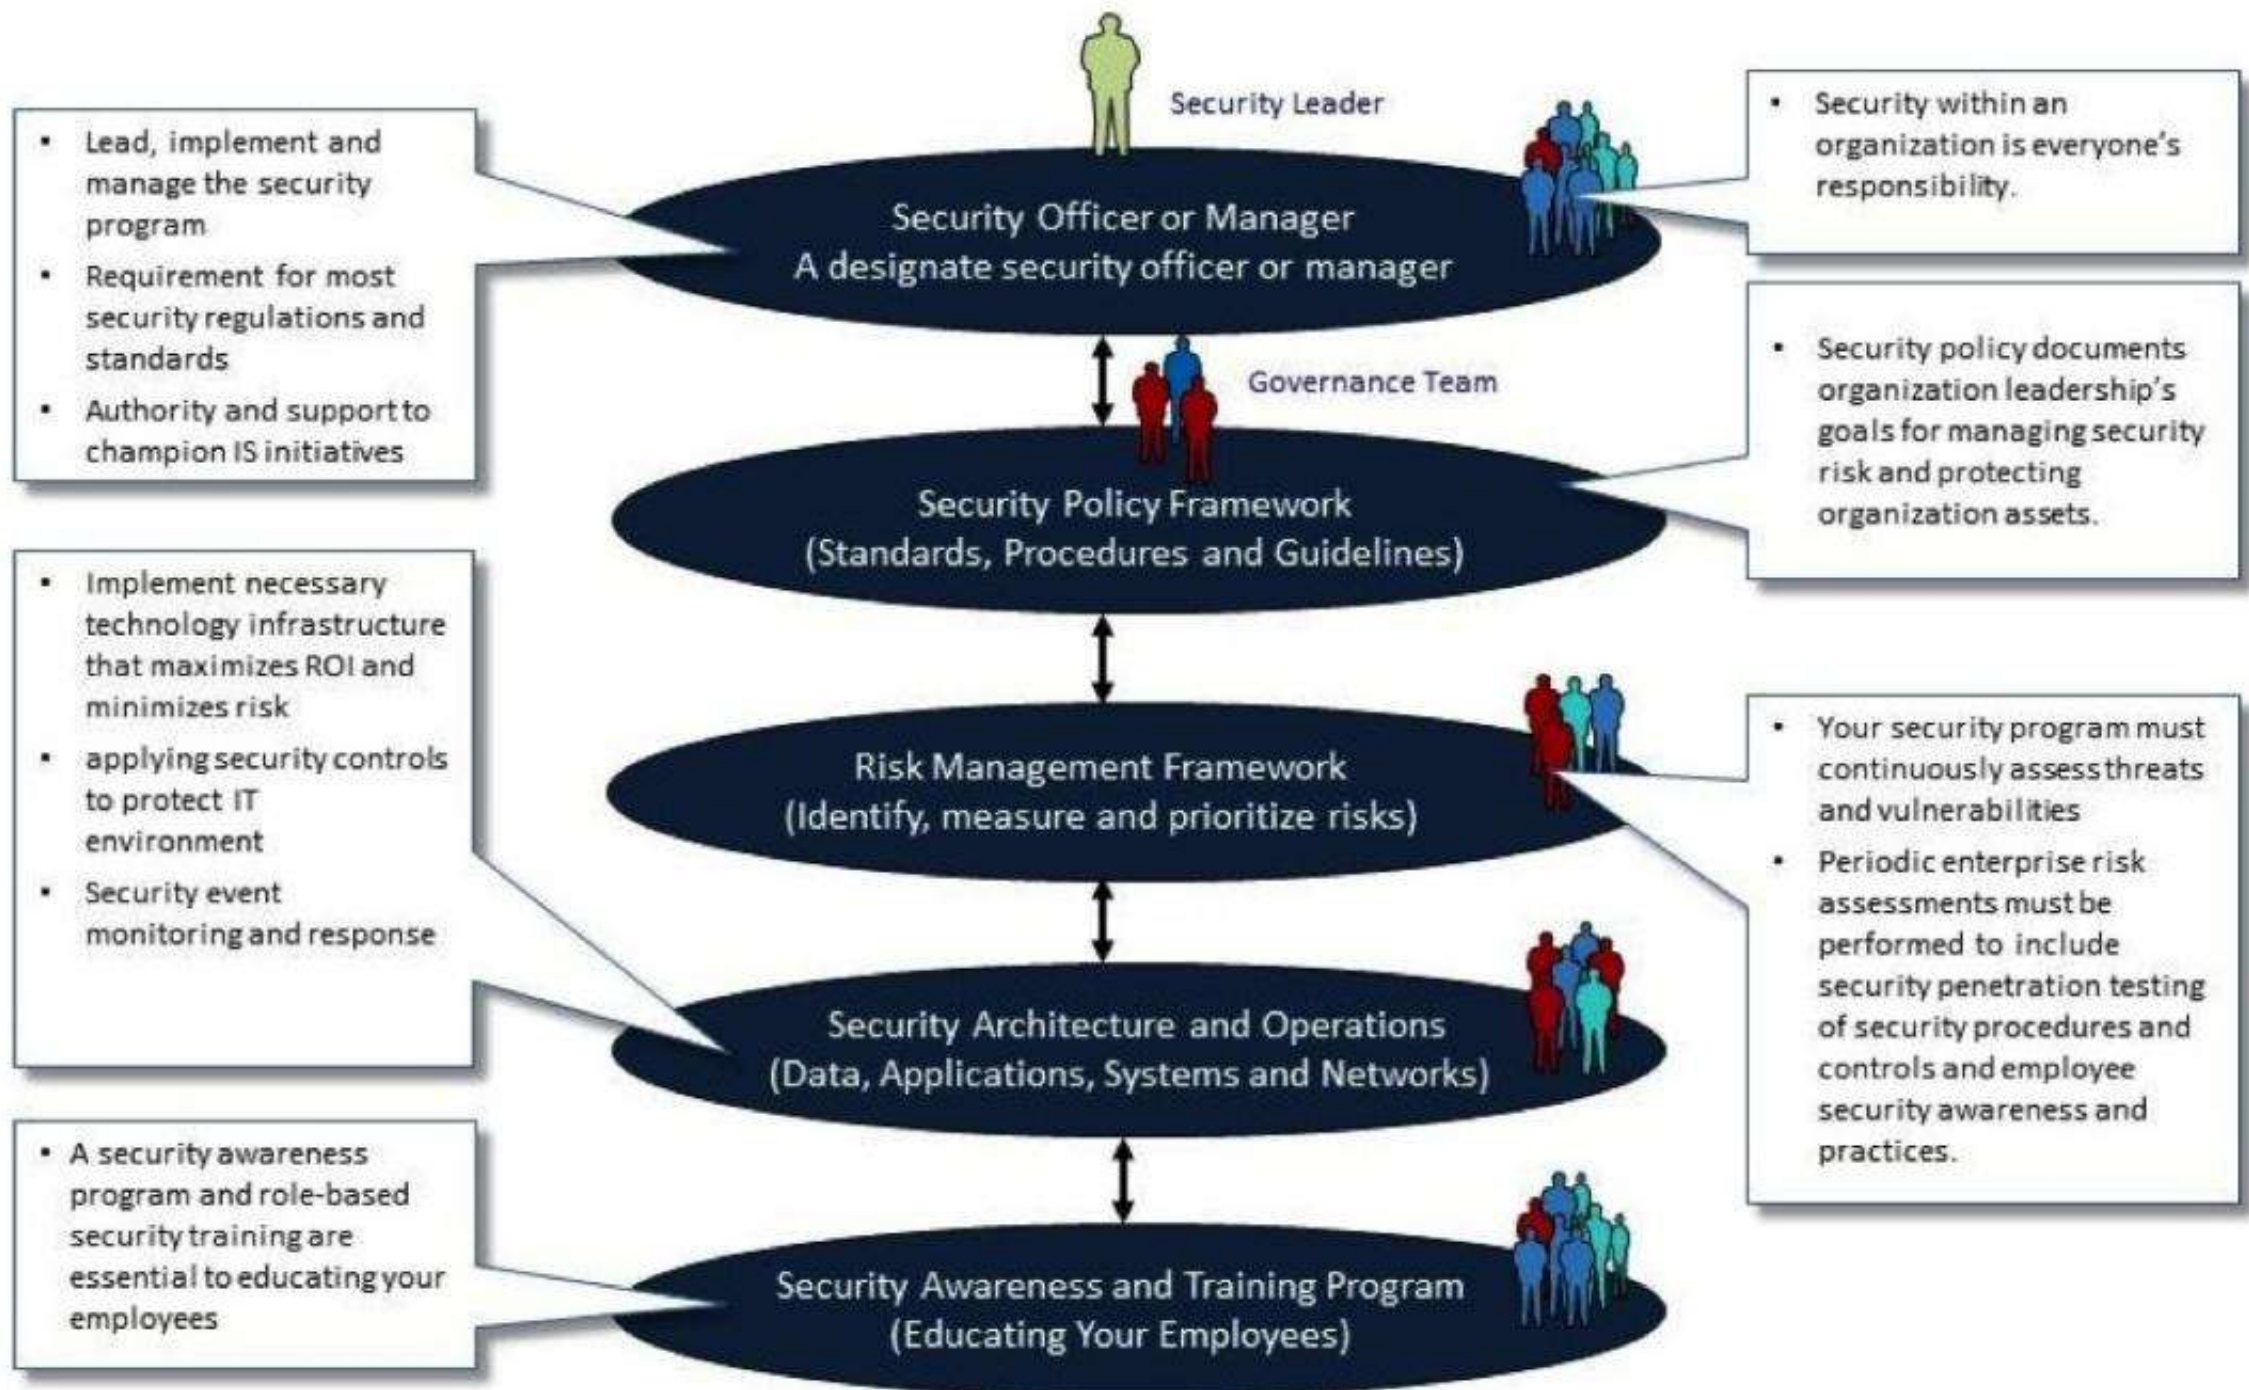 Security Leader
• Lead, implement and
manage the security
program
• Requirement for most
security regulations and
standards
• Authority and support to
champion IS initiatives
Security Officer or Manager
A designate security officer or manager
• Security within an
organization is everyone's
responsibility.
Governance Team
• Security policy documents
organization leadership's
goals for managing security
risk and protecting
organization assets.
Security Policy Framework
(Standards, Procedures and Guidelines)
• Implement necessary
technology infrastructure
that maximizes ROI and
minimizes risk
• applying security controls
to protect IT
environment
• Security event
monitoring and response
Risk Management Framework
(Identify, measure and prioritize risks)
• Your security program must
continuously assess threats
and vulnerabilities
• Periodic enterprise risk
assessments must be
performed to include
security penetration testing
of security procedures and
controls and employee
security awareness and
practices.
Security Architecture and Operations
(Data, Applications, Systems and Networks)
• A security awareness
program and role-based
security training are
essential to educating your
employees
Security Awareness and Training Program
(Educating Your Employees)